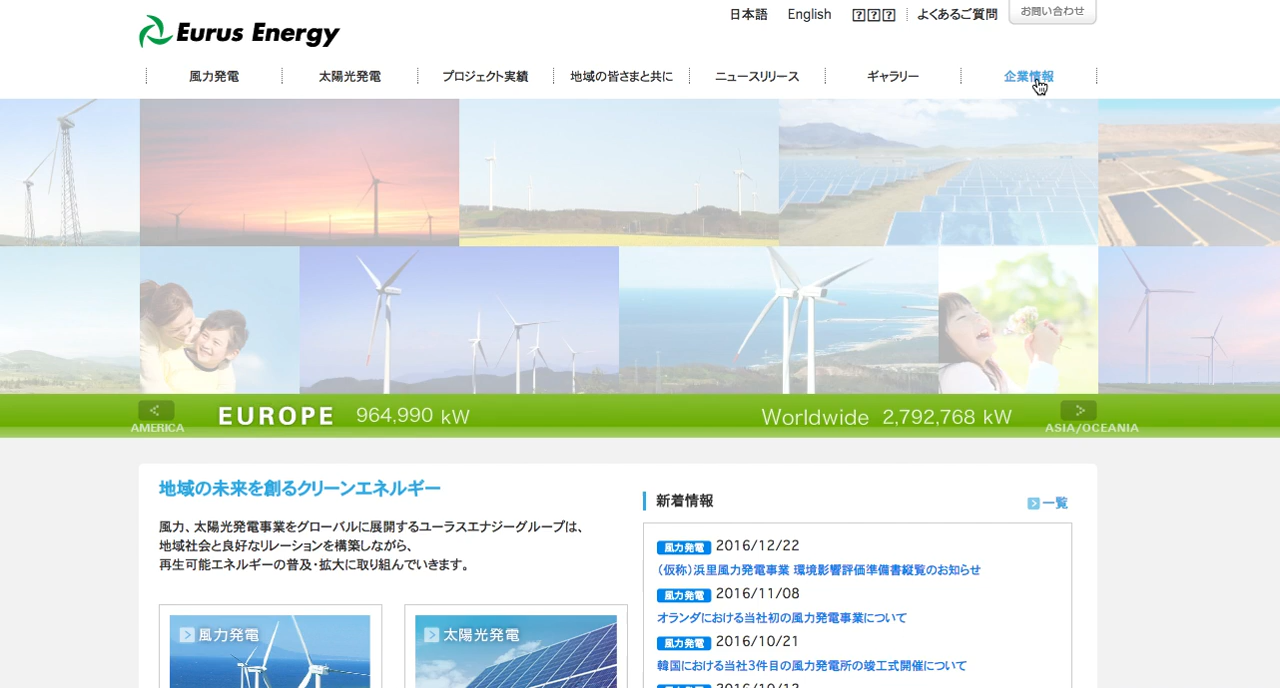 Eurus Energy
日本語 English よくあるご質問 お問い合わせ
風力発電 太陽光発電 プロジェクト実績 地域の皆さまと共に ニュースリリース ギャラリー 企業情報
< EUROPE 964,990 kW Worldwide 2,792,768 kW >
AMERICA ASIA/OCEANIA
地域の未来を創るクリーンエネルギー
風力、太陽光発電事業をグローバルに展開するユーラスエナジーグループは、
地域社会と良好なリレーションを構築しながら、
再生可能エネルギーの普及・拡大に取り組んでいきます。
風力発電
太陽光発電
新着情報 一覧
風力発電 2016/12/22
(仮称)浜里風力発電事業 環境影響評価準備書縦覧のお知らせ
風力発電 2016/11/08
オランダにおける当社初の風力発電事業について
風力発電 2016/10/21
韓国における当社3件目の風力発電所の竣工式開催について